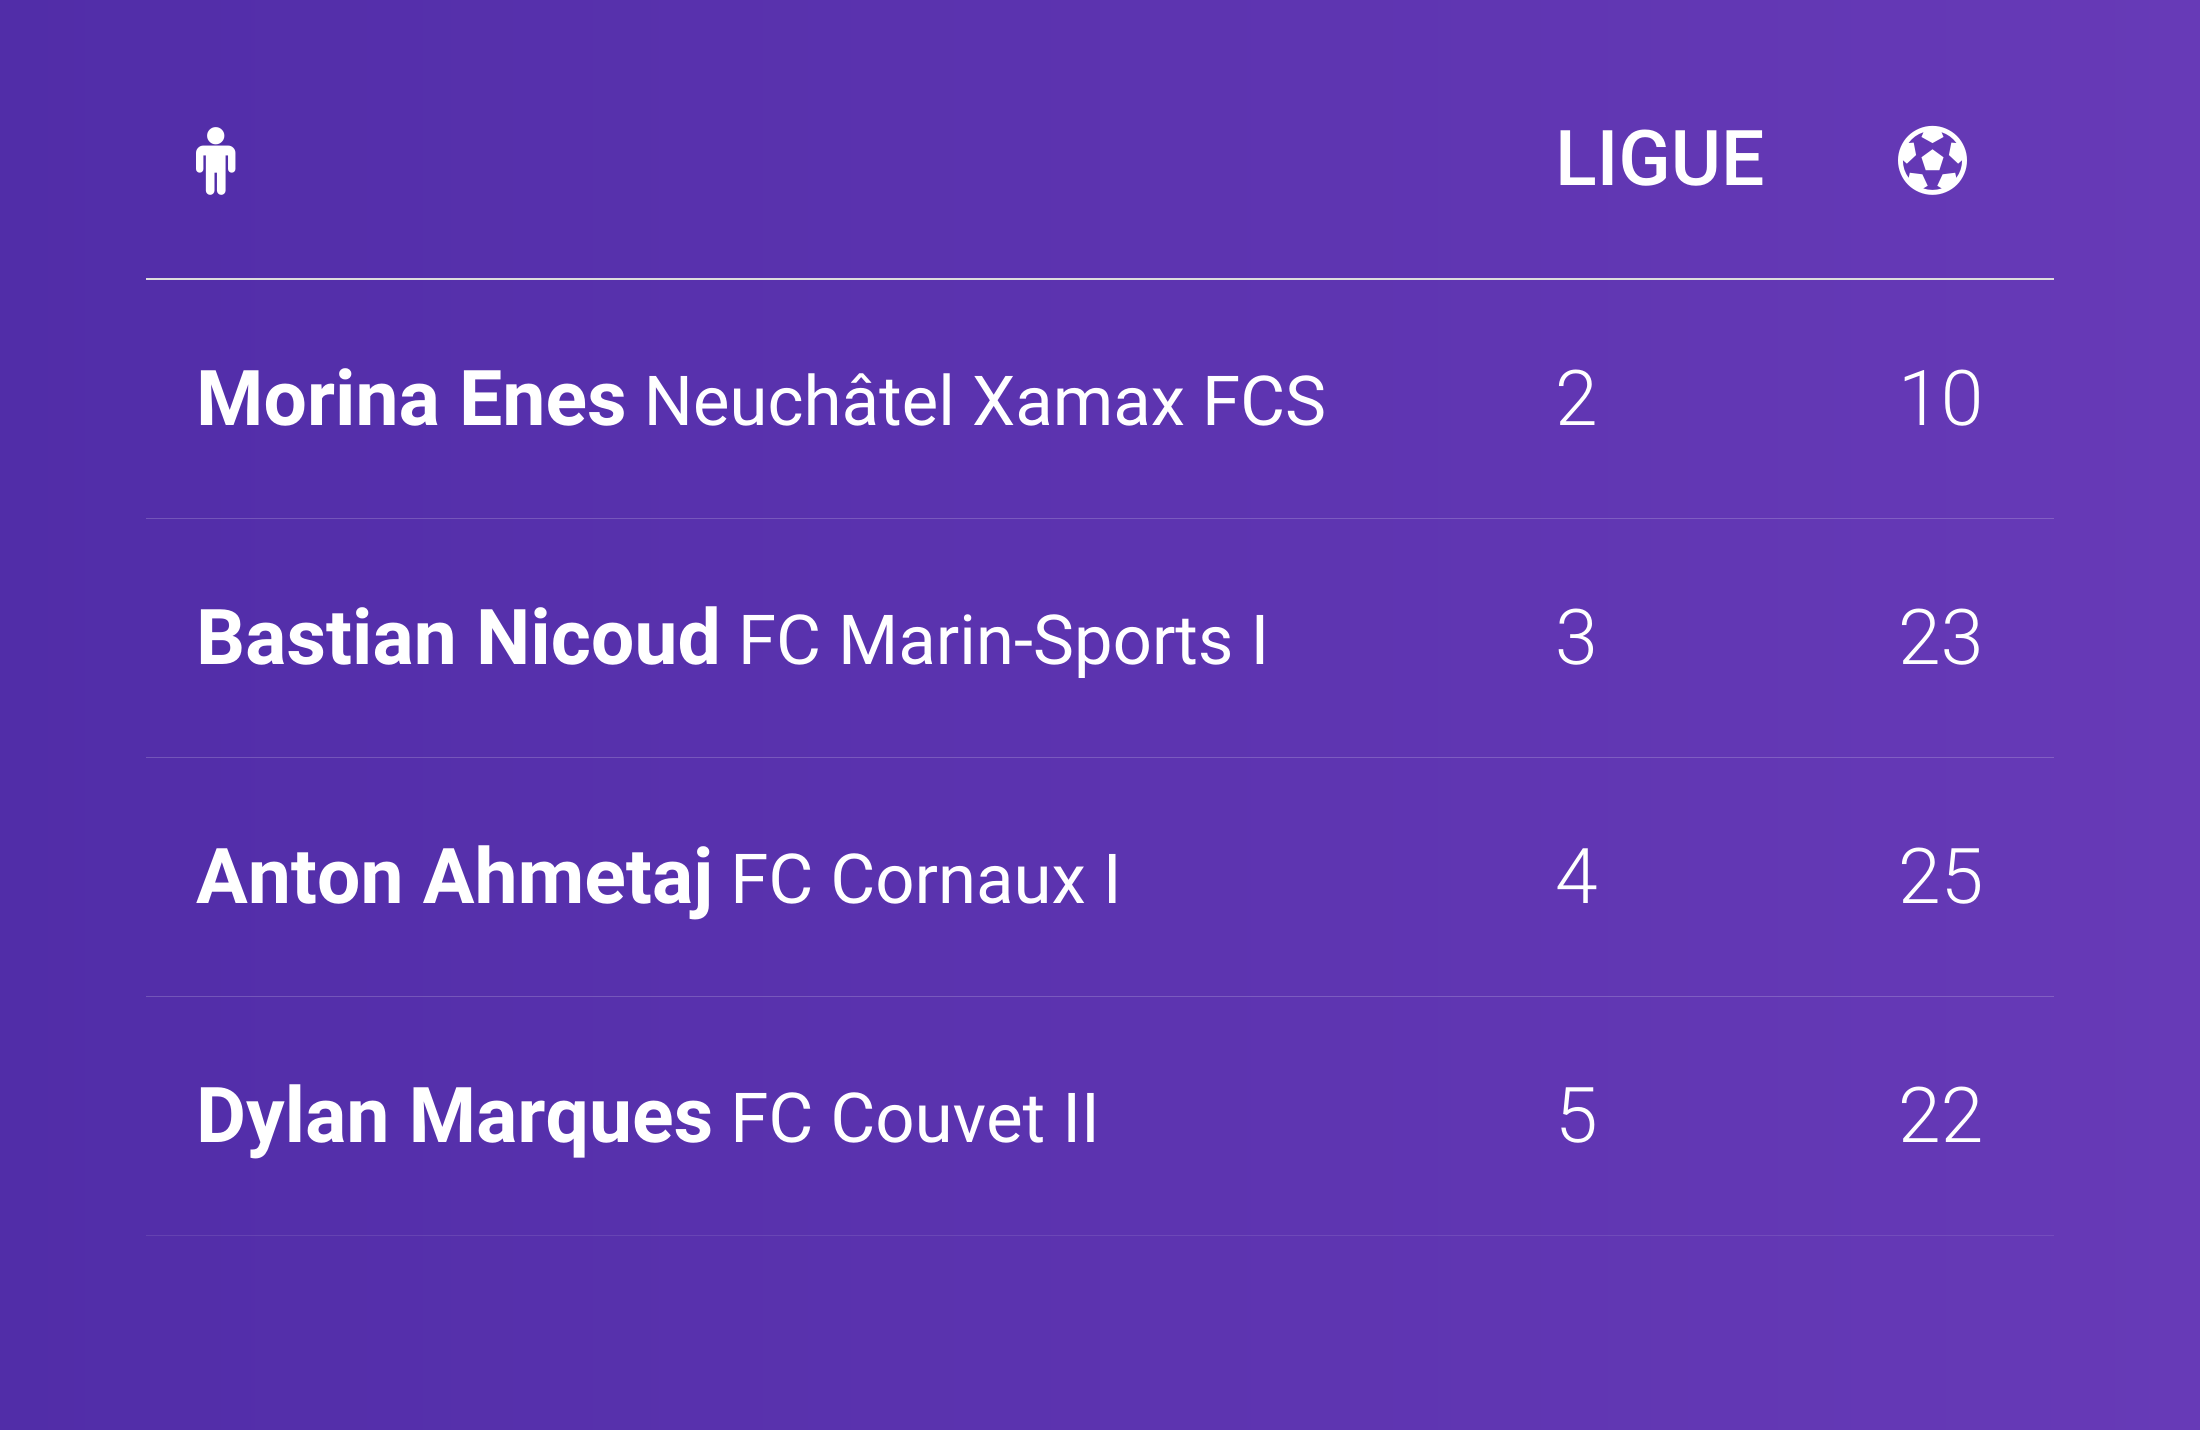 LIGUE
Morina Enes Neuchâtel Xamax FCS 2 10
Bastian Nicoud FC Marin-Sports I 3 23
Anton Ahmetaj FC Cornaux I 4 25
Dylan Marques FC Couvet II 5 22